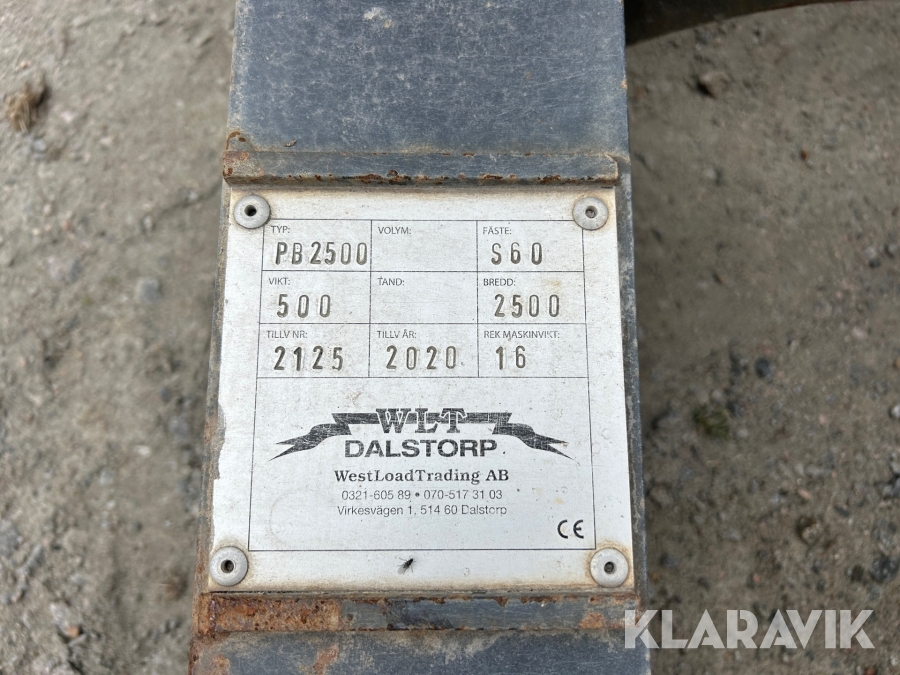 TYP: VOLYM: FÄSTE:
PB2500 S60
VIKT: TAND: BREDD:
500 2500
TILLV NR: TILLV ÅR: REK MASKINVIKT:
2125 2020 16
WLT
DALSTORP
WestLoadTrading AB
0321-605 89 • 070-517 31 03
Virkesvägen 1, 514 60 Dalstorp
CE
KLARAVIK